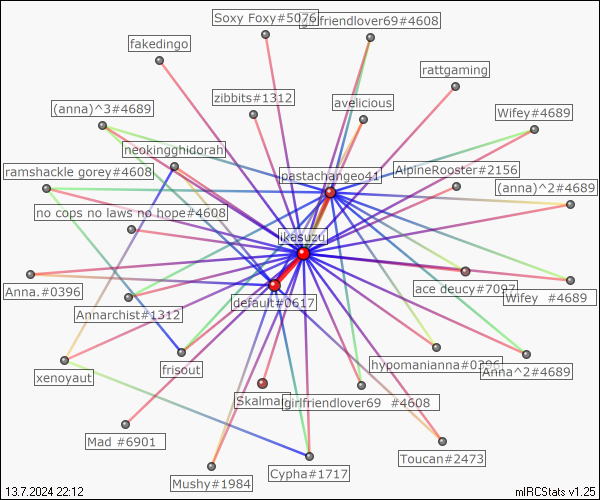 Soxy Foxy#5076
girlfriendlover69#4608
fakedingo
rattgaming
zibbits#1312
avelicious
(anna)^3#4689
Wifey#4689
neokingghidorah
ramshackle gorey#4608
pastachangeo41
AlpineRooster#2156
(anna)^2#4689
no cops no laws no hope#4608
ikasuzu
Anna.#0396
ace deucy#7097
Wifey #4689
Annarchist#1312
default#0617
frisout
hypomanianna#0396
Anna^2#4689
xenoyaut
Skalman
girlfriendlover69 #4608
Mad #6901
Toucan#2473
Mushy#1984
Cypha#1717
13.7.2024 22:12
mIRCStats v1.25